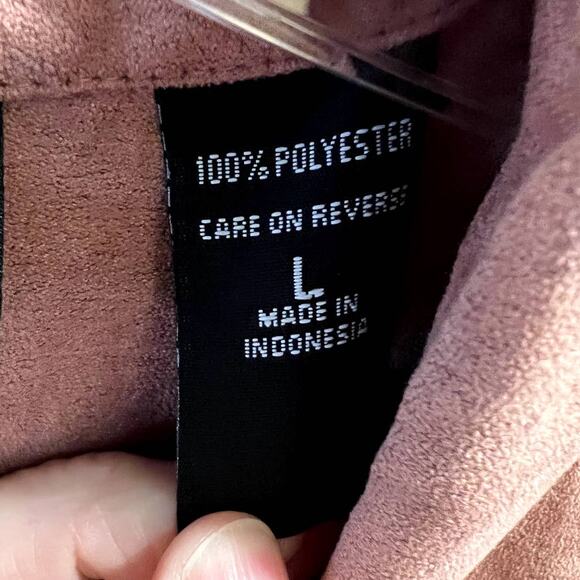 100% POLYESTER
CARE ON REVERSE
L
MADE IN
INDONESIA